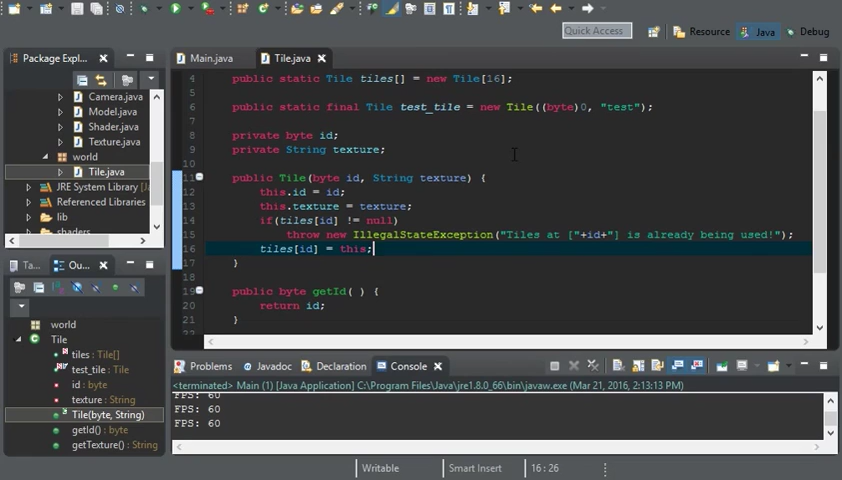 Quick Access
Resource
Java
Debug
Package Expl..
Camera.java
Model.java
Shader.java
Texture.java
world
Tile.java
JRE System Library [Ja
Referenced Libraries
lib
shaders
Main.java
Tile.java
4 public static Tile tiles[] = new Tile[16];
5
6 public static final Tile test_tile = new Tile((byte)0, "test");
7
8 private byte id;
9 private String texture;
10
11 public Tile(byte id, String texture) {
12 this.id = id;
13 this.texture = texture;
14 if(tiles[id] != null)
15 throw new IllegalStateException("Tiles at ["+id+"] is already being used!");
16 tiles[id] = this;
17 }
18
19 public byte getId( ) {
20 return id;
21 }
22
Ta...
Ou...
world
Tile
tiles : Tile[]
test_tile : Tile
id : byte
texture : String
Tile(byte, String)
getId() : byte
getTexture() : String
Problems
Javadoc
Declaration
Console
<terminated> Main (1) [Java Application] C:\Program Files\Java\jre1.8.0_66\bin\javaw.exe (Mar 21, 2016, 2:13:13 PM)
FPS: 60
FPS: 60
FPS: 60
Writable
Smart Insert
16 : 26